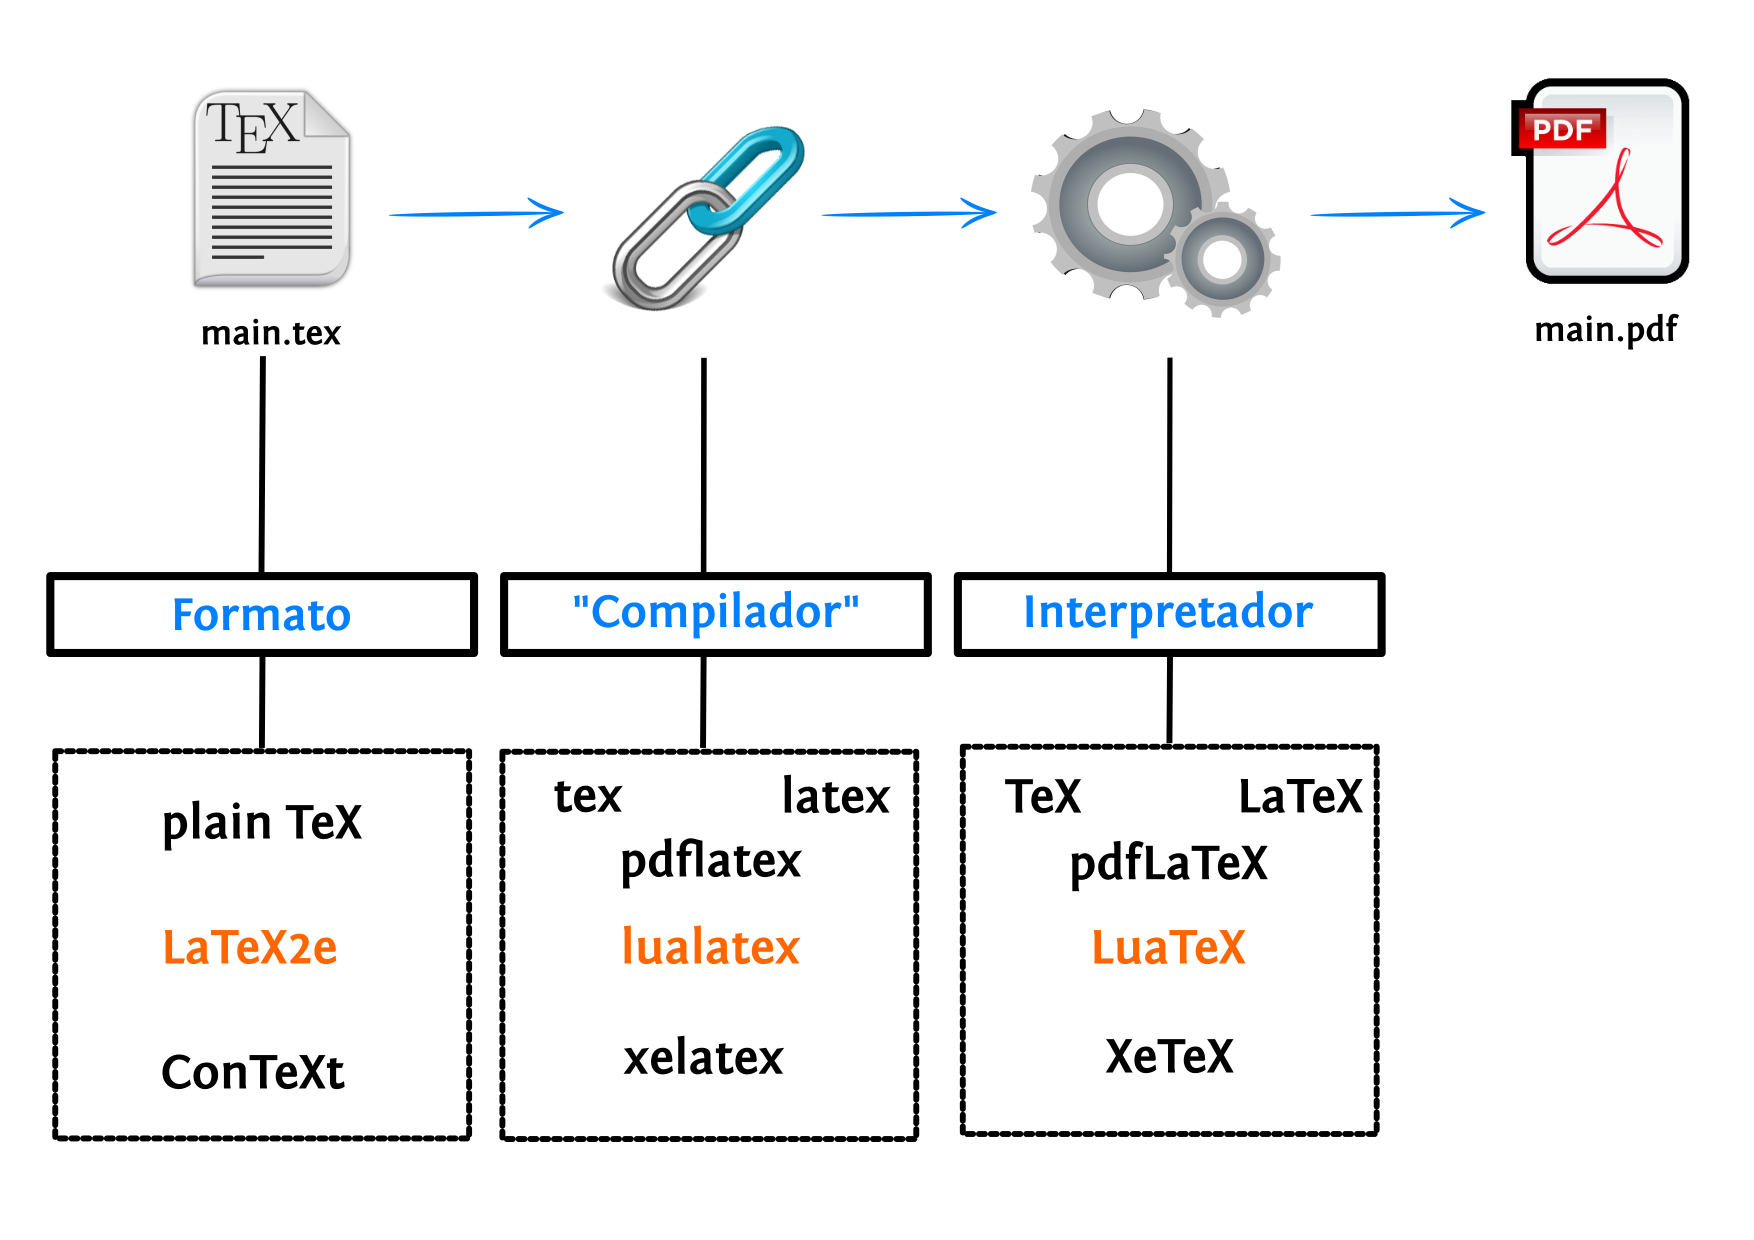 TEX
PDF
main.tex
main.pdf
Formato
"Compilador"
Interpretador
plain TeX
LaTeX2e
ConTeXt
tex latex
pdflatex
lualatex
xelatex
TeX LaTeX
pdfLaTeX
LuaTeX
XeTeX